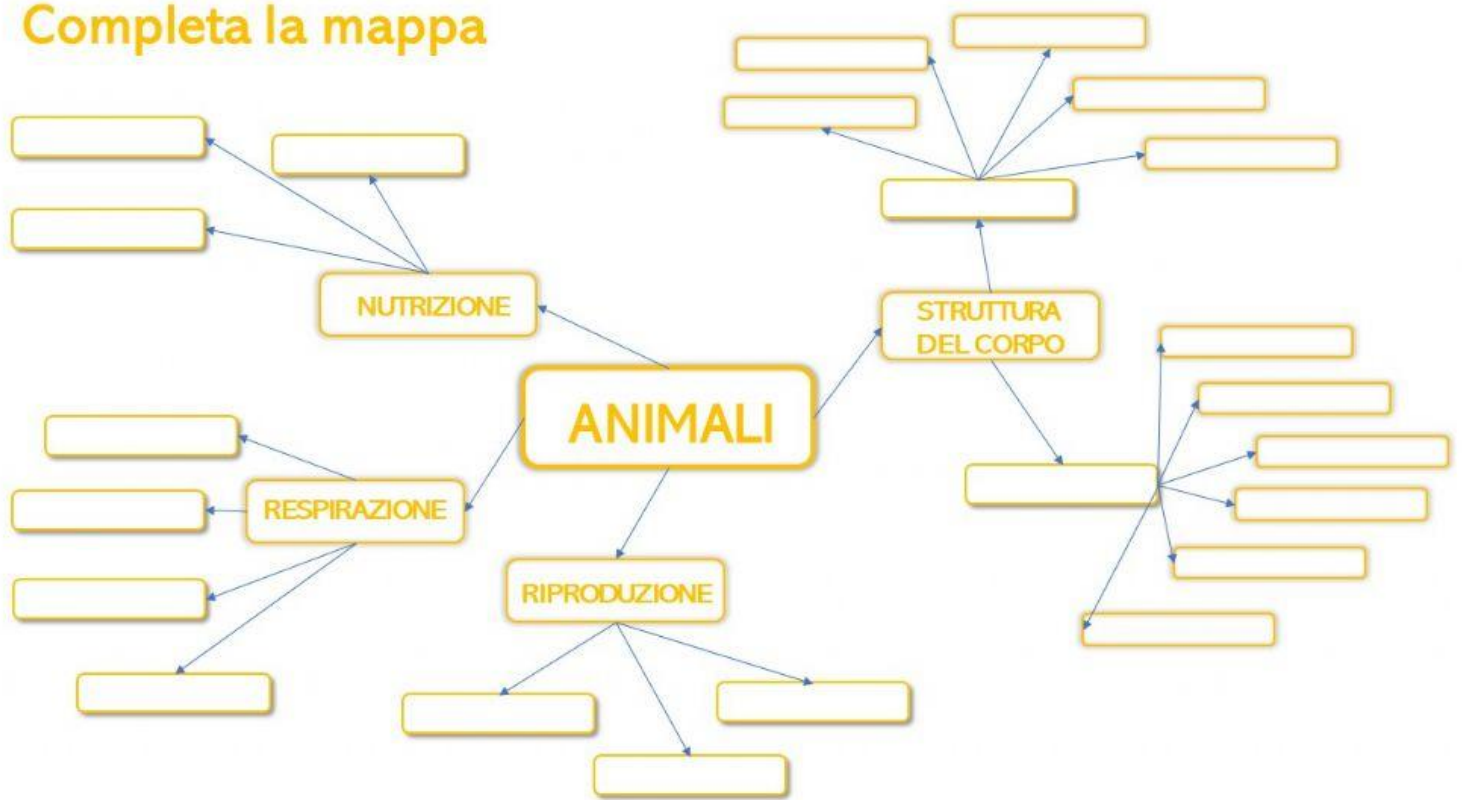 Completa la mappa
NUTRIZIONE
STRUTTURA
DEL CORPO
ANIMALI
RESPIRAZIONE
RIPRODUZIONE